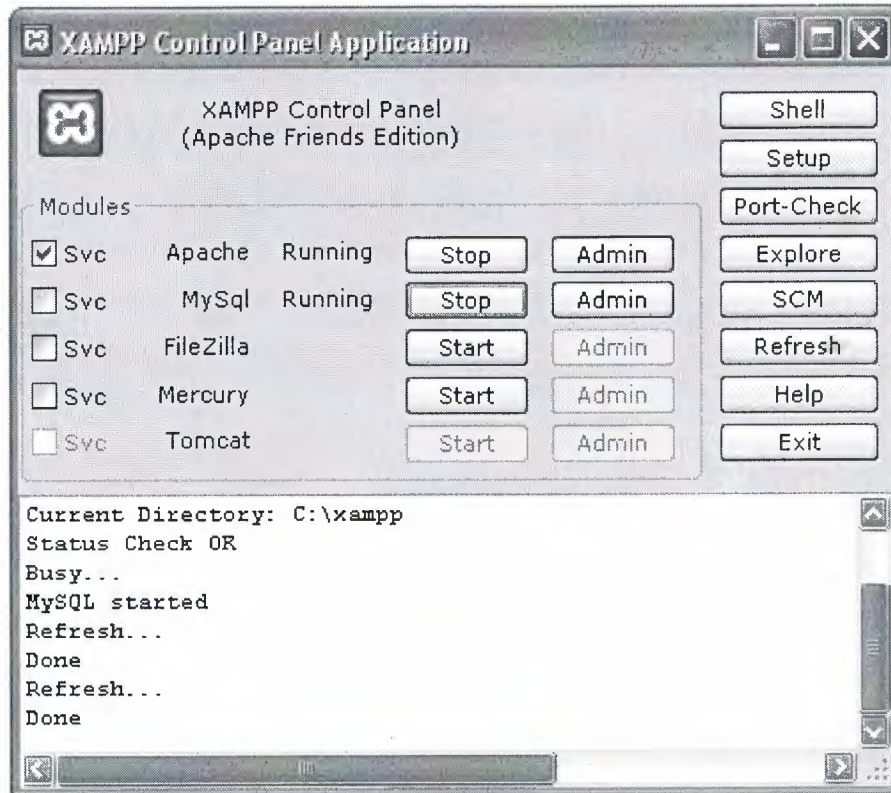 XAMPP Control Panel Application
XAMPP Control Panel
(Apache Friends Edition)
Shell
Setup
Port-Check
Explore
SCM
Refresh
Help
Exit
Modules
Svc Apache Running Stop Admin
Svc MySql Running Stop Admin
Svc FileZilla Start Admin
Svc Mercury Start Admin
Svc Tomcat Start Admin
Current Directory: C:\xampp
Status Check OK
Busy...
MySQL started
Refresh...
Done
Refresh...
Done